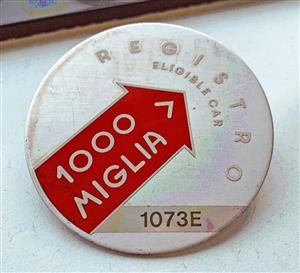 REGISTRO
ELIGIBLE CAR
1000
MIGLIA
1073E